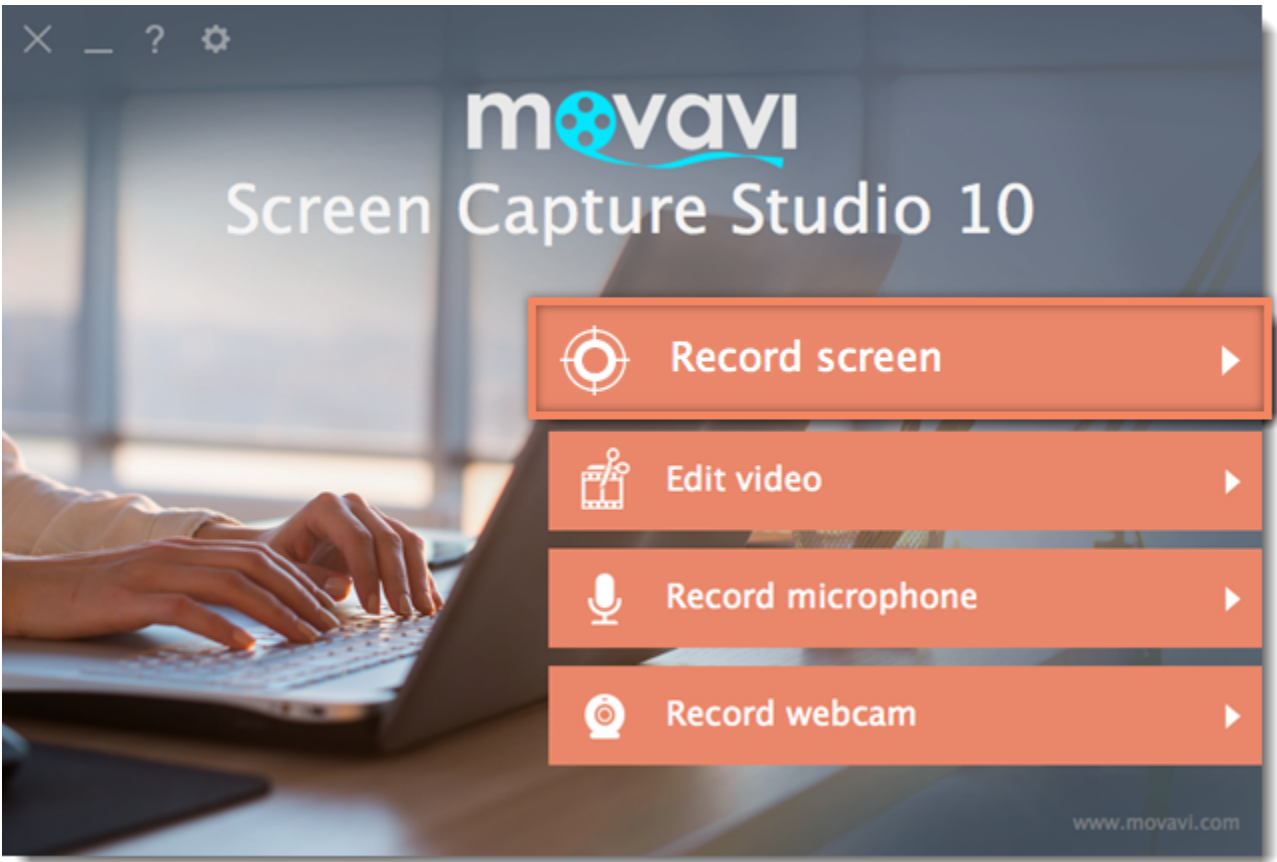 movavi
Screen Capture Studio 10
Record screen
Edit video
Record microphone
Record webcam
www.movavi.com